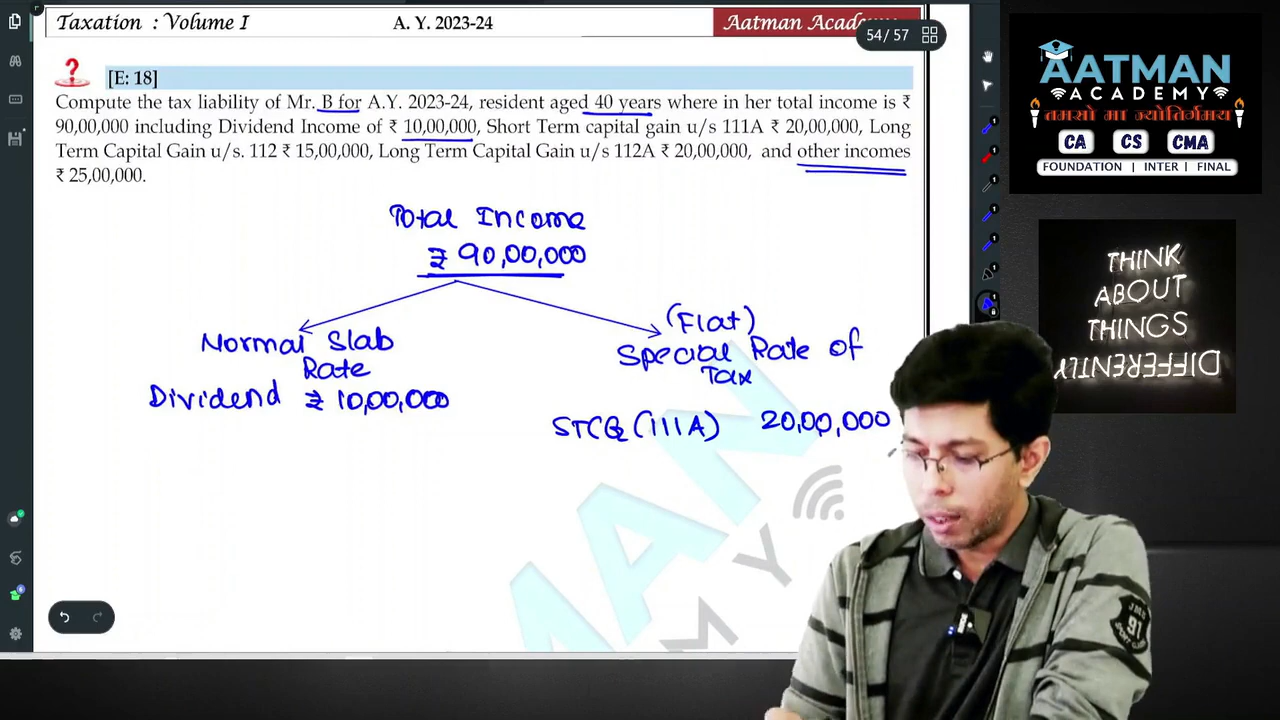 Taxation : Volume I
A. Y. 2023-24
Aatman Academy
54/57
[E: 18]
Compute the tax liability of Mr. B for A.Y. 2023-24, resident aged 40 years where in her total income is ₹
90,00,000 including Dividend Income of ₹ 10,00,000, Short Term capital gain u/s 111A ₹ 20,00,000, Long
Term Capital Gain u/s. 112 ₹ 15,00,000, Long Term Capital Gain u/s 112A ₹ 20,00,000, and other incomes
₹ 25,00,000.
Total Income
₹ 90,00,000
Normal Slab
Rate
Dividend ₹ 10,00,000
(Flat)
Special Rate of
Tax
STCG (111A) 20,00,000
AATMAN
ACADEMY
तमसो मा ज्योतिर्गमय
CA CS CMA
FOUNDATION | INTER | FINAL
THINK
ABOUT
THINGS
DIFFERENTLY
91